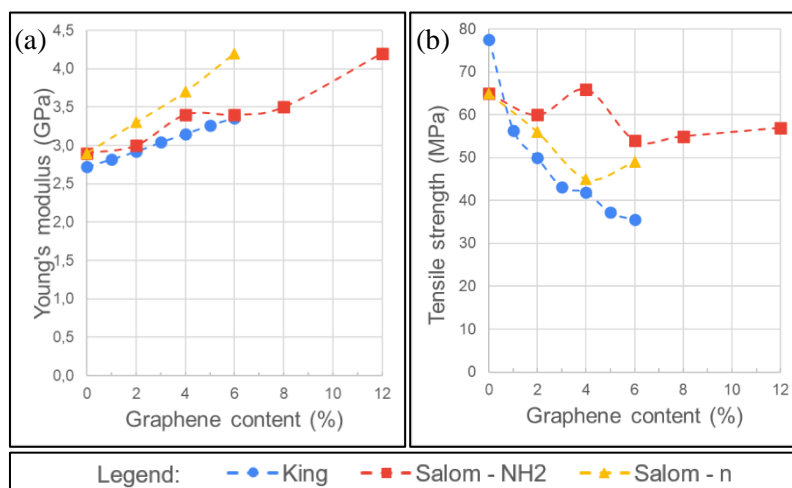 (a)
Young's modulus (GPa)
4,5
4,0
3,5
3,0
2,5
2,0
1,5
1,0
0,5
0,0
0 2 4 6 8 10 12
Graphene content (%)
(b)
Tensile strength (MPa)
80
70
60
50
40
30
20
10
0
0 2 4 6 8 10 12
Graphene content (%)
Legend: King Salom - NH2 Salom - n